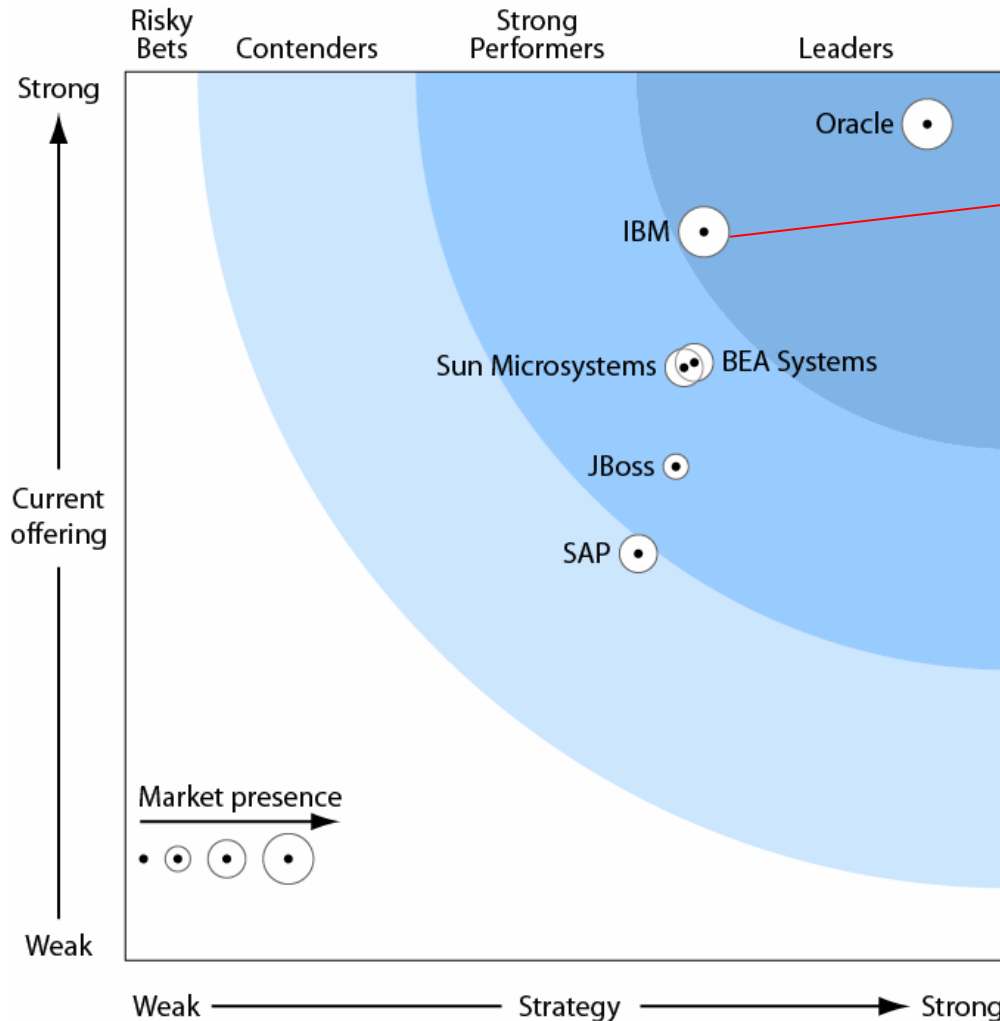 Risky
Bets
Contenders
Strong
Performers
Leaders
Strong
Oracle
IBM
Sun Microsystems
BEA Systems
JBoss
Current
offering
SAP
Market presence
Weak
Weak
Strategy
Strong